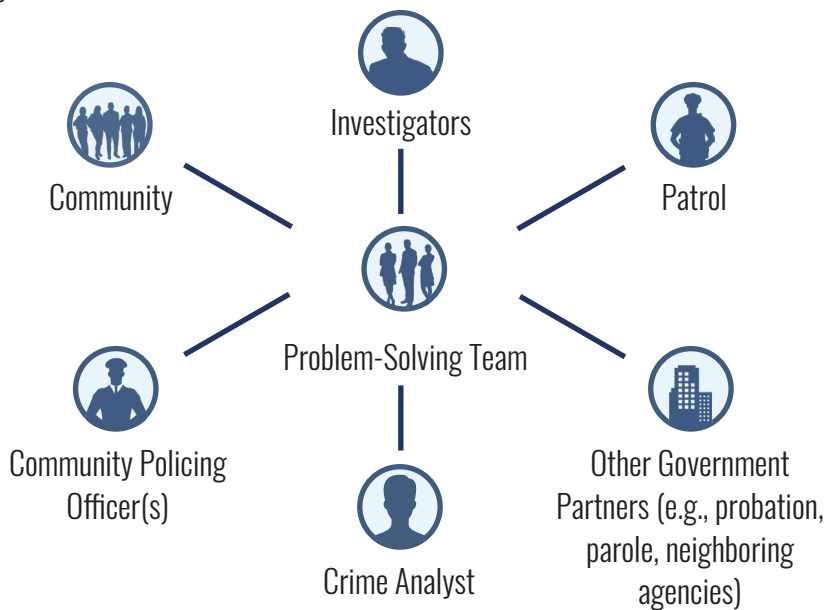 Investigators
Community
Patrol
Problem-Solving Team
Community Policing
Officer(s)
Crime Analyst
Other Government
Partners (e.g., probation,
parole, neighboring
agencies)